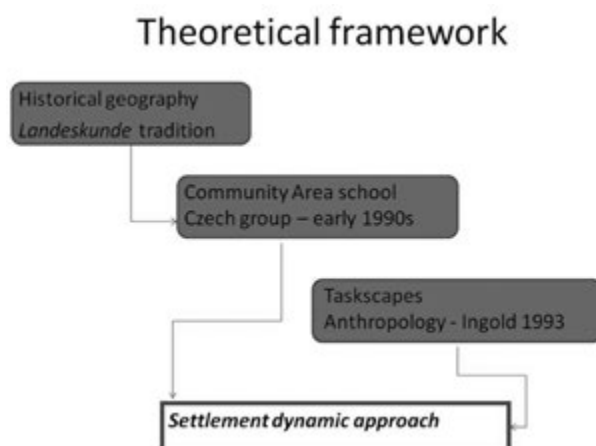 Theoretical framework
Historical geography
Landeskunde tradition
Community Area school
Czech group – early 1990s
Taskscapes
Anthropology - Ingold 1993
Settlement dynamic approach